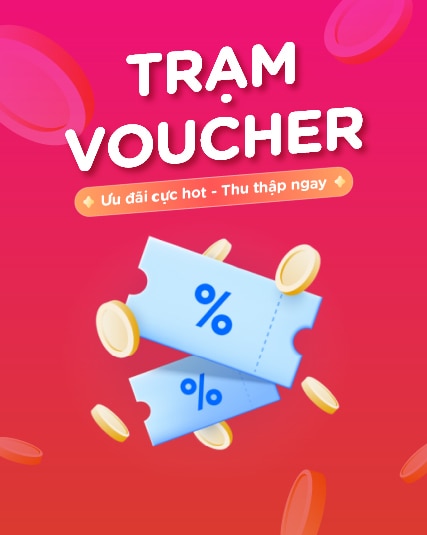 TRẠM
VOUCHER
Ưu đãi cực hot - Thu thập ngay
%
%